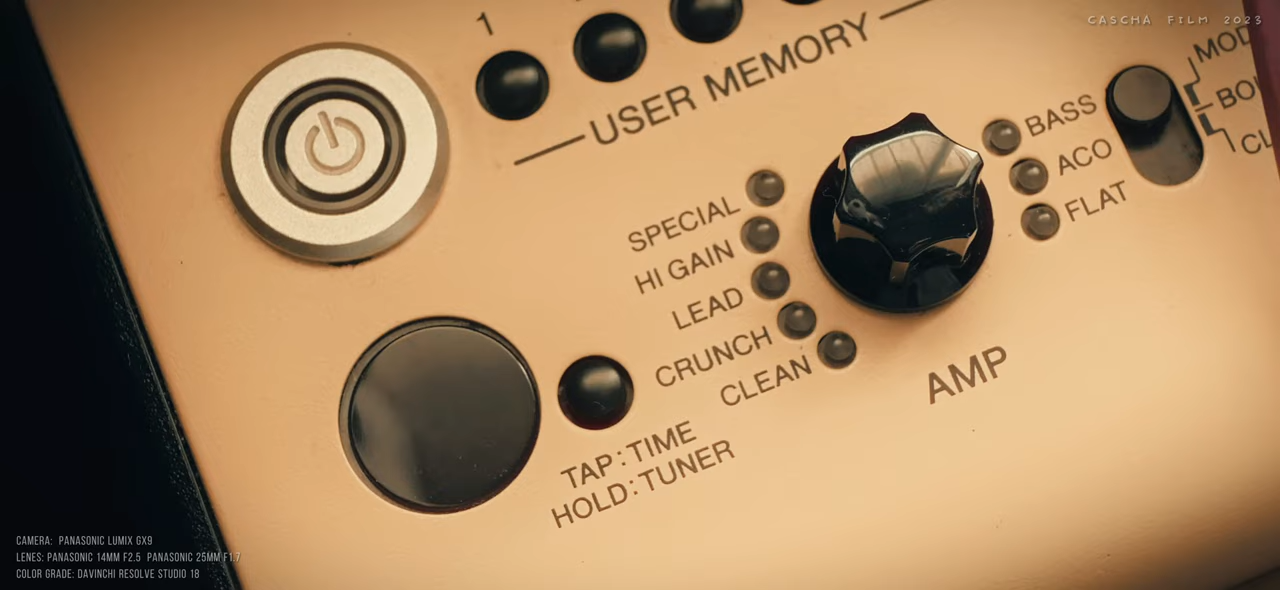 CASCHA FILM 2023
1
USER MEMORY
BASS
ACO
FLAT
SPECIAL
HI GAIN
LEAD
CRUNCH
CLEAN
AMP
TAP:TIME
HOLD:TUNER
CAMERA: PANASONIC LUMIX GX9
LENES: PANASONIC 14MM F2.5 PANASONIC 25MM F1.7
COLOR GRADE: DAVINCHI RESOLVE STUDIO 18